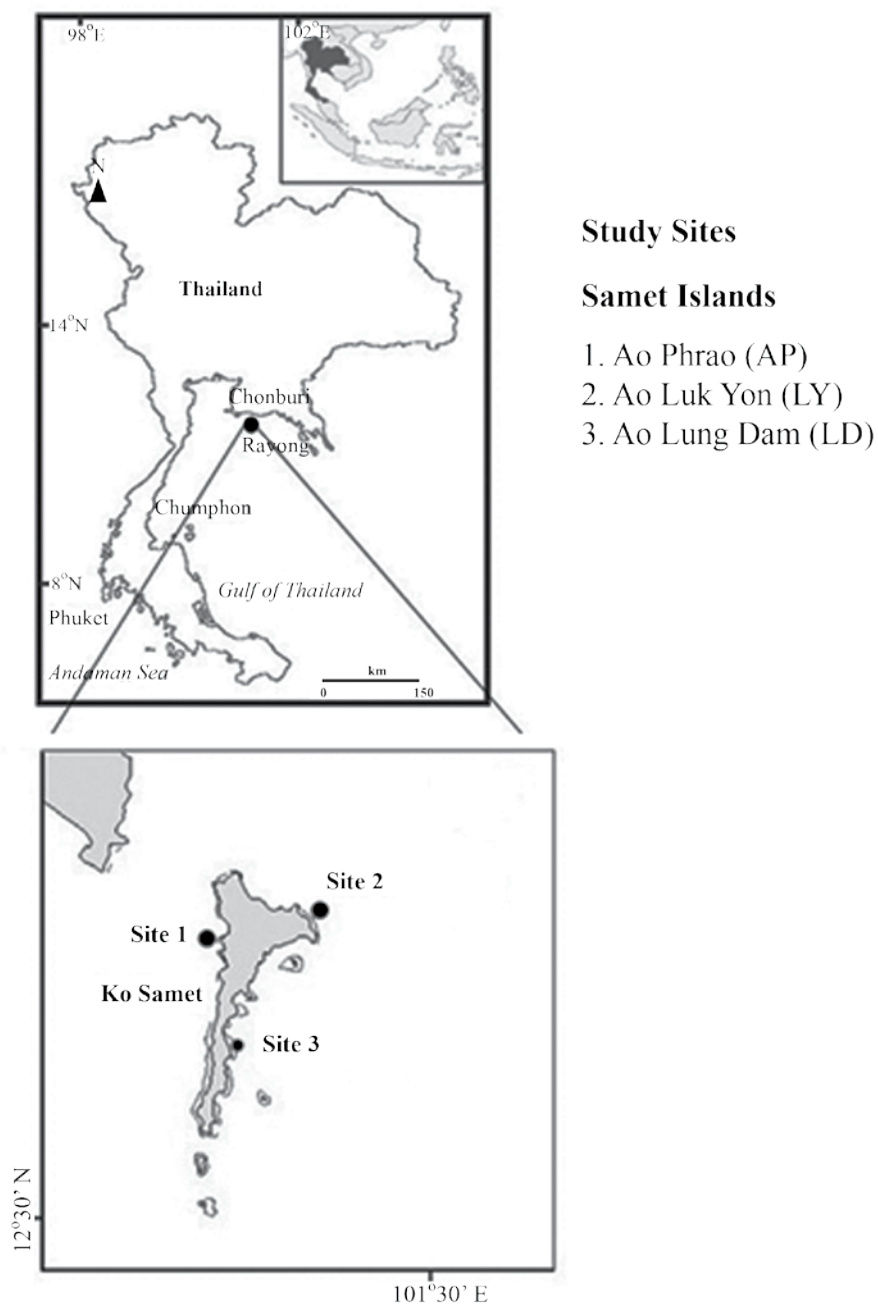 98°E
102°E
N
Thailand
14°N
Chonburi
Rayong
Chumphon
8°N
Gulf of Thailand
Phuket
Andaman Sea
km
0 150
Study Sites
Samet Islands
1. Ao Phrao (AP)
2. Ao Luk Yon (LY)
3. Ao Lung Dam (LD)
Site 2
Site 1
Ko Samet
Site 3
12°30' N
101°30' E